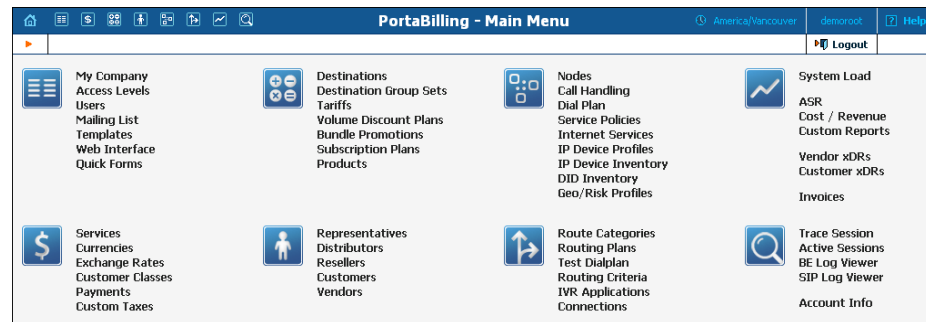 PortaBilling - Main Menu
America/Vancouver
demoroot
? Help
Logout
My Company
Access Levels
Users
Mailing List
Templates
Web Interface
Quick Forms
Destinations
Destination Group Sets
Tariffs
Volume Discount Plans
Bundle Promotions
Subscription Plans
Products
Nodes
Call Handling
Dial Plan
Service Policies
Internet Services
IP Device Profiles
IP Device Inventory
DID Inventory
Geo/Risk Profiles
System Load
ASR
Cost / Revenue
Custom Reports
Vendor xDRs
Customer xDRs
Invoices
$
Services
Currencies
Exchange Rates
Customer Classes
Payments
Custom Taxes
Representatives
Distributors
Resellers
Customers
Vendors
Route Categories
Routing Plans
Test Dialplan
Routing Criteria
IVR Applications
Connections
Trace Session
Active Sessions
BE Log Viewer
SIP Log Viewer
Account Info